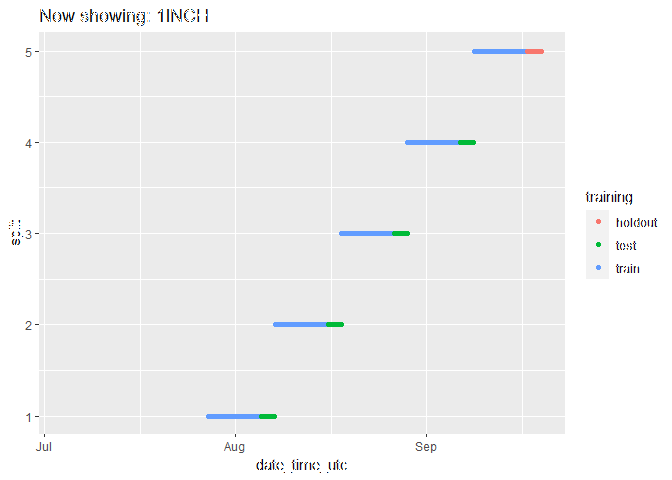 Now showing: 1INCH
5
4
3
2
1
split
Jul
Aug
Sep
date_time_utc
training
holdout
test
train